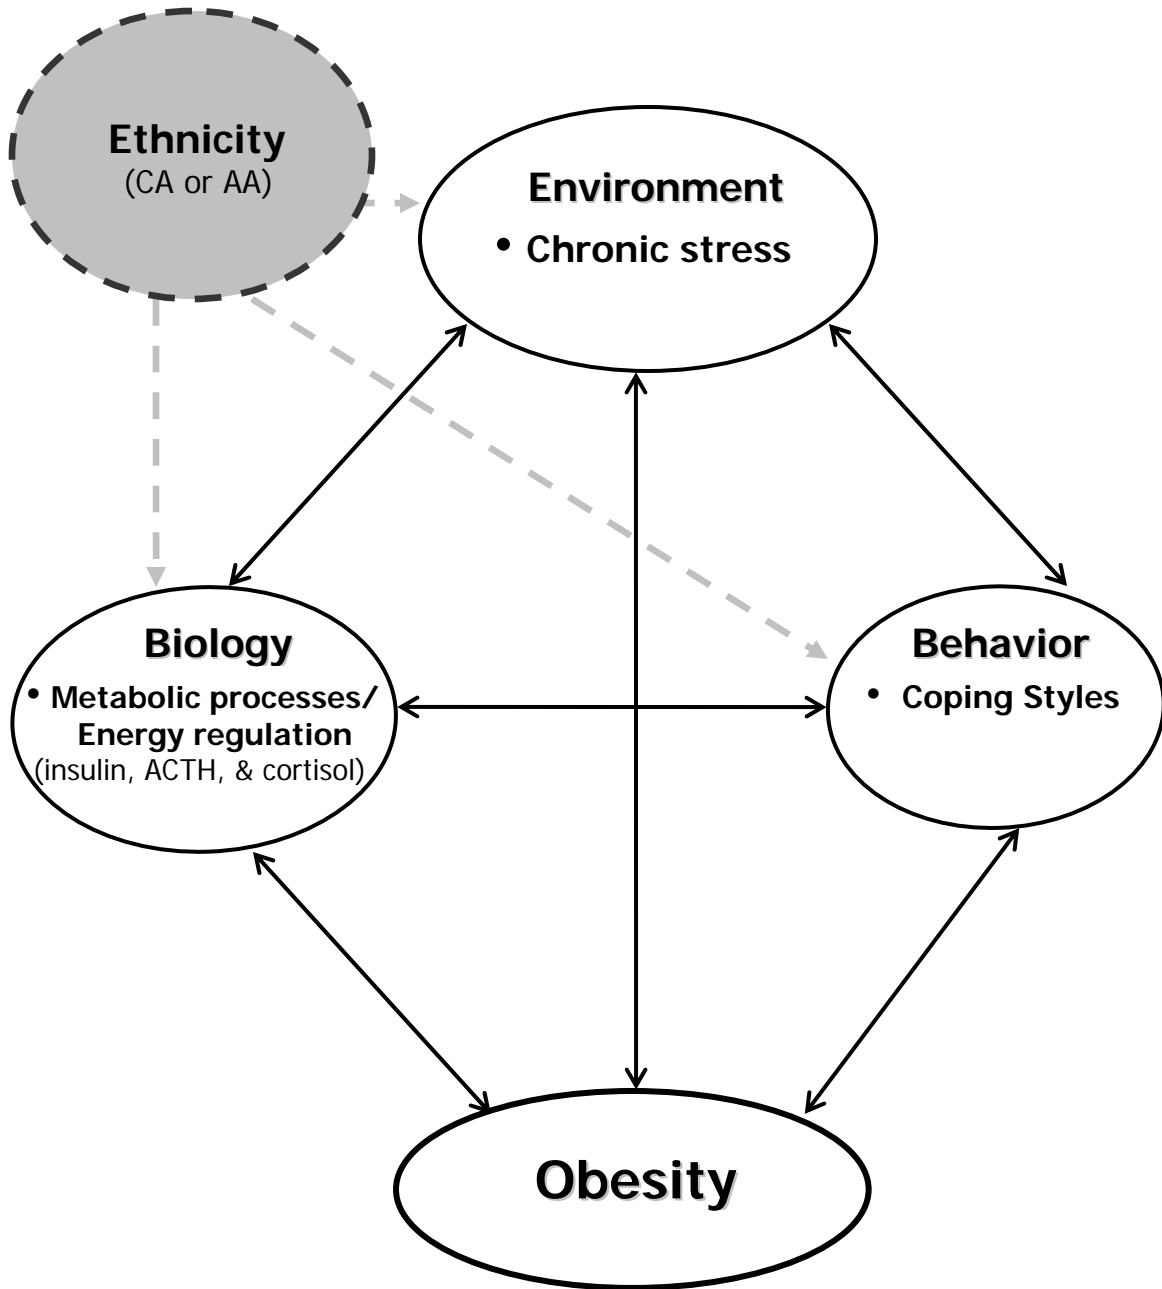 Ethnicity
(CA or AA)
Environment
• Chronic stress
Biology
• Metabolic processes/
Energy regulation
(insulin, ACTH, & cortisol)
Behavior
• Coping Styles
Obesity